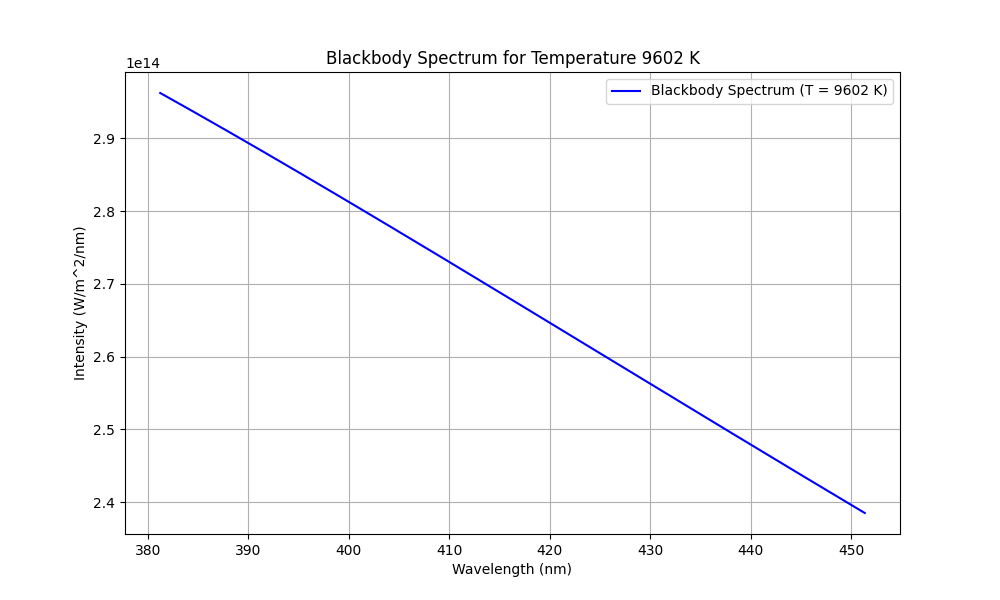 Blackbody Spectrum for Temperature 9602 K
1e14
Blackbody Spectrum (T = 9602 K)
2.9
2.8
2.7
2.6
2.5
2.4
Intensity (W/m^2/nm)
380 390 400 410 420 430 440 450
Wavelength (nm)